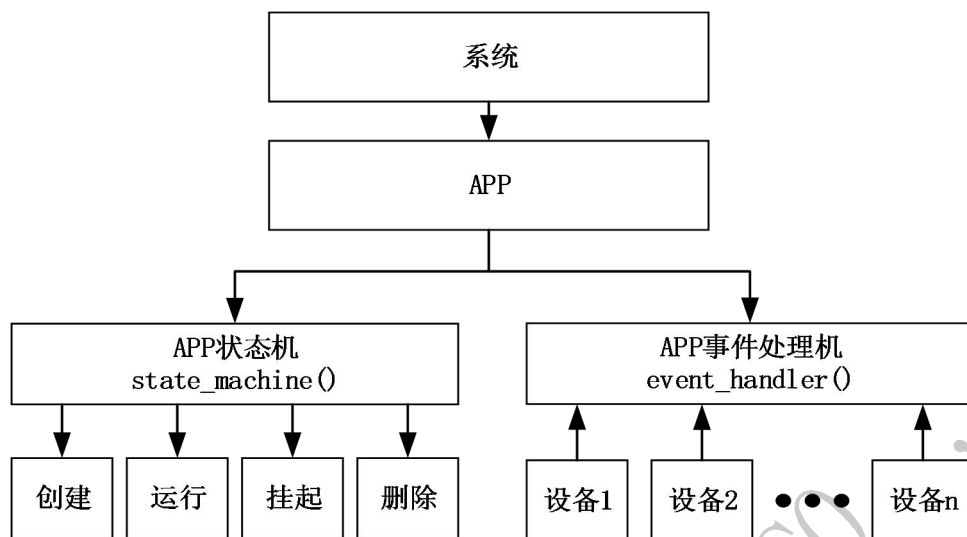 系统
APP
APP状态机
state_machine()
APP事件处理机
event_handler()
创建
运行
挂起
删除
设备1
设备2
●●●
设备n